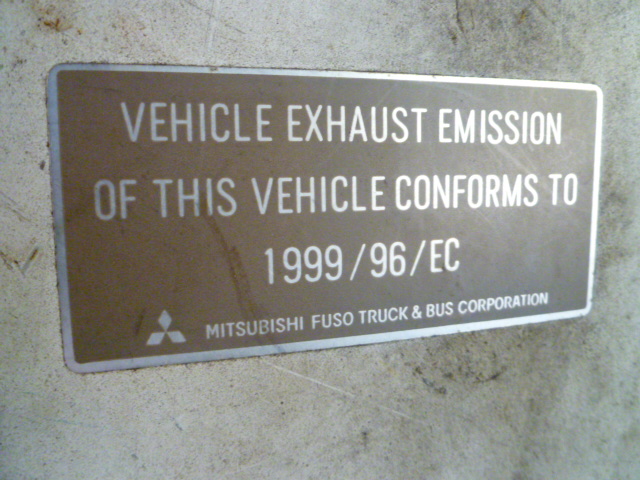 VEHICLE EXHAUST EMISSION
OF THIS VEHICLE CONFORMS TO
1999/96/EC
MITSUBISHI FUSO TRUCK & BUS CORPORATION